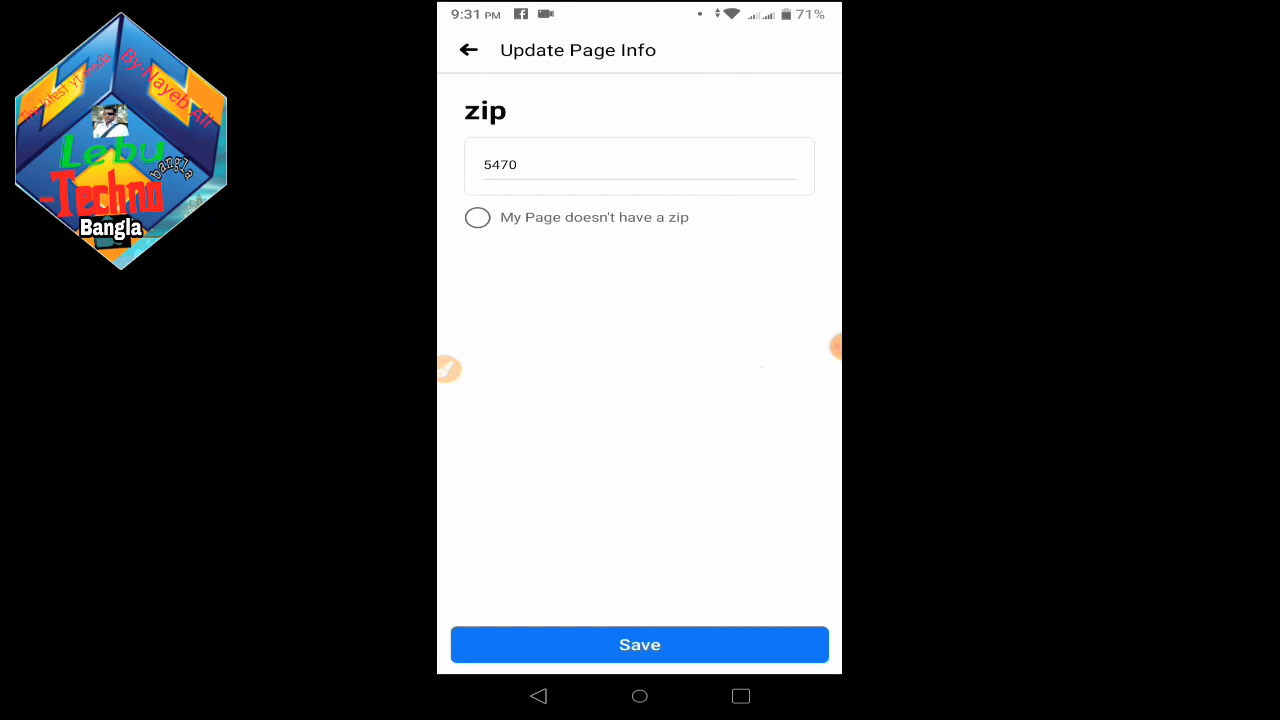 9:31 PM
71%
Update Page Info
zip
5470
My Page doesn't have a zip
Save
By:Nayeb Ali
Lebu
bangla
-Techno
Bangla